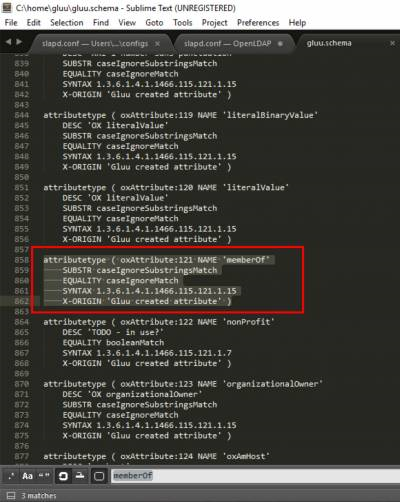 C:\home\gluu\gluu.schema - Sublime Text (UNREGISTERED)
File Edit Selection Find View Goto Tools Project Preferences Help
slapd.conf — Users\...\configs × slapd.conf — OpenLDAP gluu.schema
839 SUBSTR caseIgnoreSubstringsMatch
840 EQUALITY caseIgnoreMatch
841 SYNTAX 1.3.6.1.4.1.1466.115.121.1.15
842 X-ORIGIN 'Gluu created attribute' )
843
844 attributetype ( oxAttribute:119 NAME 'literalBinaryValue'
845 DESC 'OX literalValue'
846 SUBSTR caseIgnoreSubstringsMatch
847 EQUALITY caseIgnoreMatch
848 SYNTAX 1.3.6.1.4.1.1466.115.121.1.15
849 X-ORIGIN 'Gluu created attribute' )
850
851 attributetype ( oxAttribute:120 NAME 'literalValue'
852 DESC 'OX literalValue'
853 SUBSTR caseIgnoreSubstringsMatch
854 EQUALITY caseIgnoreMatch
855 SYNTAX 1.3.6.1.4.1.1466.115.121.1.15
856 X-ORIGIN 'Gluu created attribute' )
857
858 attributetype ( oxAttribute:121 NAME 'memberOf'
859 SUBSTR caseIgnoreSubstringsMatch
860 EQUALITY caseIgnoreMatch
861 SYNTAX 1.3.6.1.4.1.1466.115.121.1.15
862 X-ORIGIN 'Gluu created attribute' )
863
864 attributetype ( oxAttribute:122 NAME 'nonProfit'
865 DESC 'TODO - in use?'
866 EQUALITY booleanMatch
867 SYNTAX 1.3.6.1.4.1.1466.115.121.1.7
868 X-ORIGIN 'Gluu created attribute' )
869
870 attributetype ( oxAttribute:123 NAME 'organizationalOwner'
871 DESC 'OX organizationalOwner'
872 SUBSTR caseIgnoreSubstringsMatch
873 EQUALITY caseIgnoreMatch
874 SYNTAX 1.3.6.1.4.1.1466.115.121.1.15
875 X-ORIGIN 'Gluu created attribute' )
876
877 attributetype ( oxAttribute:124 NAME 'oxAmHost'
.* Aa “” memberOf
3 matches